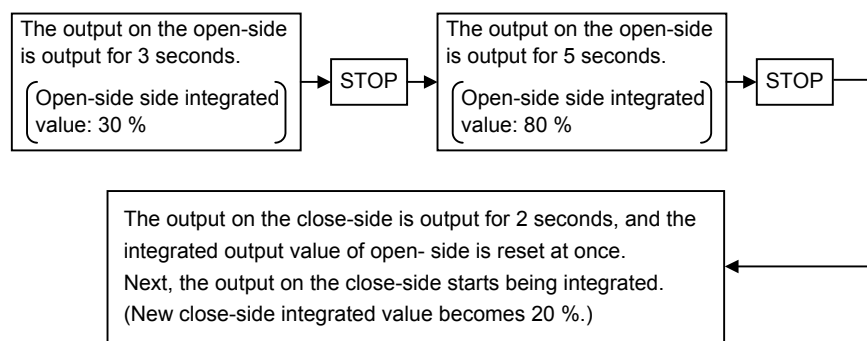 The output on the open-side
is output for 3 seconds.
Open-side side integrated
value: 30 %
STOP
The output on the open-side
is output for 5 seconds.
Open-side side integrated
value: 80 %
STOP
The output on the close-side is output for 2 seconds, and the
integrated output value of open- side is reset at once.
Next, the output on the close-side starts being integrated.
(New close-side integrated value becomes 20 %.)